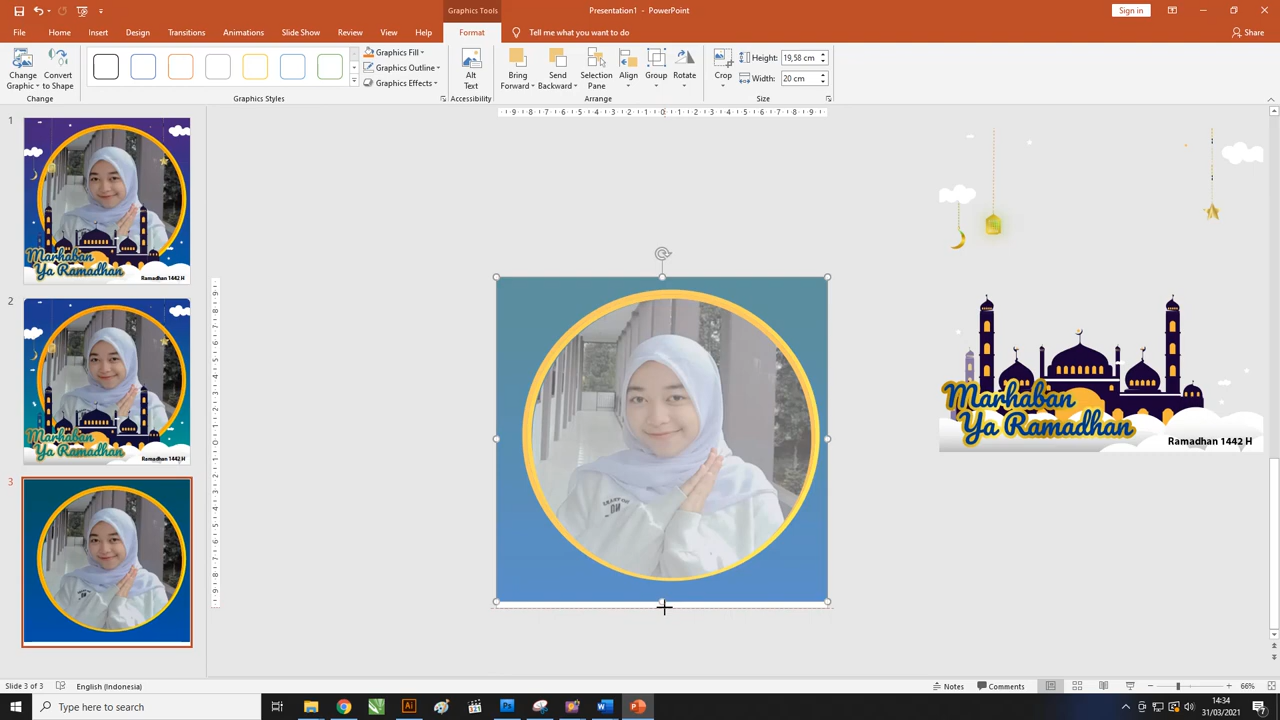 Graphics Tools
Presentation1 - PowerPoint
Sign in
File
Home
Insert
Design
Transitions
Animations
Slide Show
Review
View
Help
Format
Tell me what you want to do
Share
Change
Graphic
Convert
to Shape
Change
Graphics Fill
Graphics Outline
Graphics Effects
Graphics Styles
Alt
Text
Accessibility
Bring
Forward
Send
Backward
Selection
Pane
Align
Group
Rotate
Arrange
Crop
Height:
19,58 cm
Width:
20 cm
Size
1
Marhaban
Ya Ramadhan
Ramadhan 1442 H
2
Marhaban
Ya Ramadhan
Ramadhan 1442 H
3
Marhaban
Ya Ramadhan
Ramadhan 1442 H
Slide 3 of 3
English (Indonesia)
Notes
Comments
66%
Type here to search
14:34
31/03/2021